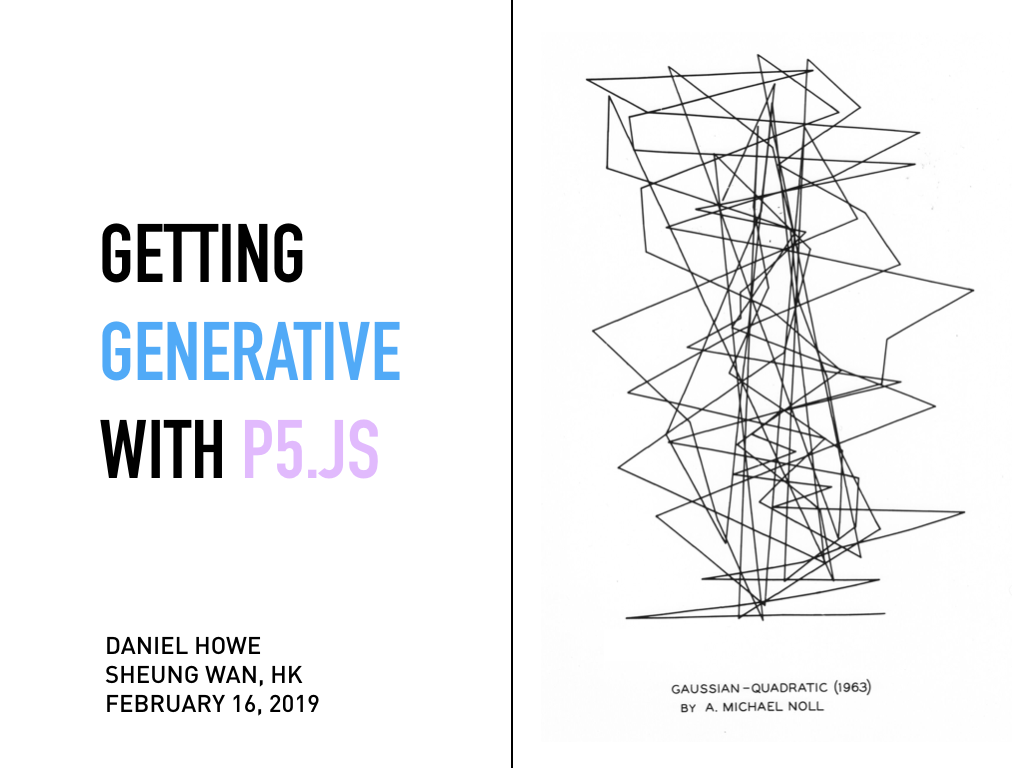 GETTING
GENERATIVE
WITH P5.JS
DANIEL HOWE
SHEUNG WAN, HK
FEBRUARY 16, 2019
GAUSSIAN-QUADRATIC (1963)
BY A. MICHAEL NOLL